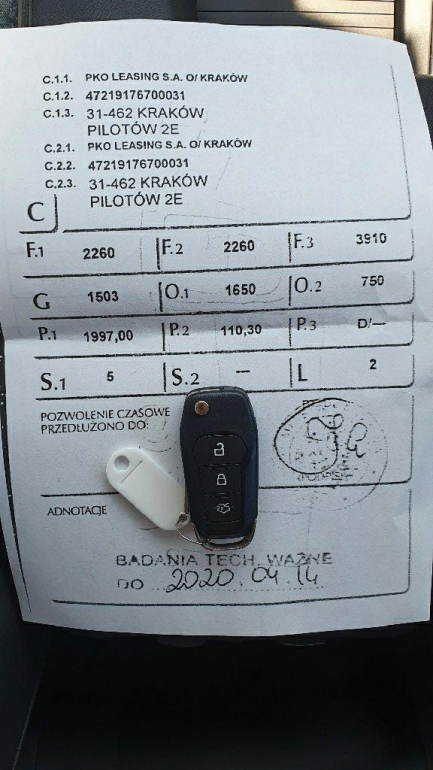 C.1.1. PKO LEASING S.A. O/ KRAKÓW
C.1.2. 47219176700031
C.1.3. 31-462 KRAKÓW
PILOTÓW 2E
C.2.1. PKO LEASING S.A. O/ KRAKÓW
C.2.2. 47219176700031
C.2.3. 31-462 KRAKÓW
PILOTÓW 2E
C
F.1 2260 F.2 2260 F.3 3910
G 1503 O.1 1650 O.2 750
P.1 1997,00 P.2 110,30 P.3 D/---
S.1 5 S.2 --- L 2
POZWOLENIE CZASOWE
PRZEDŁUŻONO DO:
ADNOTACJE
BADANIA TECH. WAŻNE
DO 2020.04.14